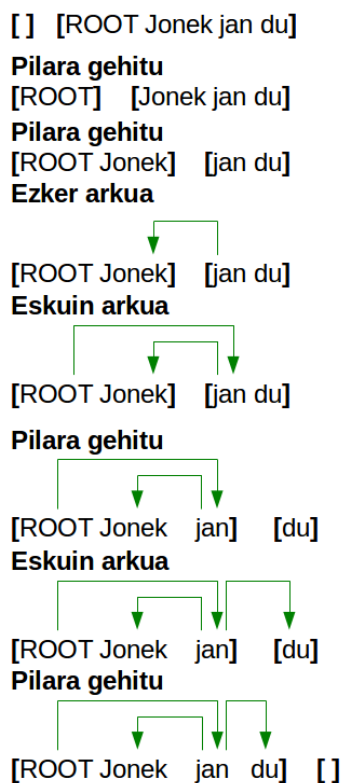 [ ] [ROOT Jonek jan du]
Pilara gehitu
[ROOT] [Jonek jan du]
Pilara gehitu
[ROOT Jonek] [jan du]
Ezker arkua
[ROOT Jonek] [jan du]
Eskuin arkua
[ROOT Jonek] [jan du]
Pilara gehitu
[ROOT Jonek jan] [du]
Eskuin arkua
[ROOT Jonek jan] [du]
Pilara gehitu
[ROOT Jonek jan du] [ ]